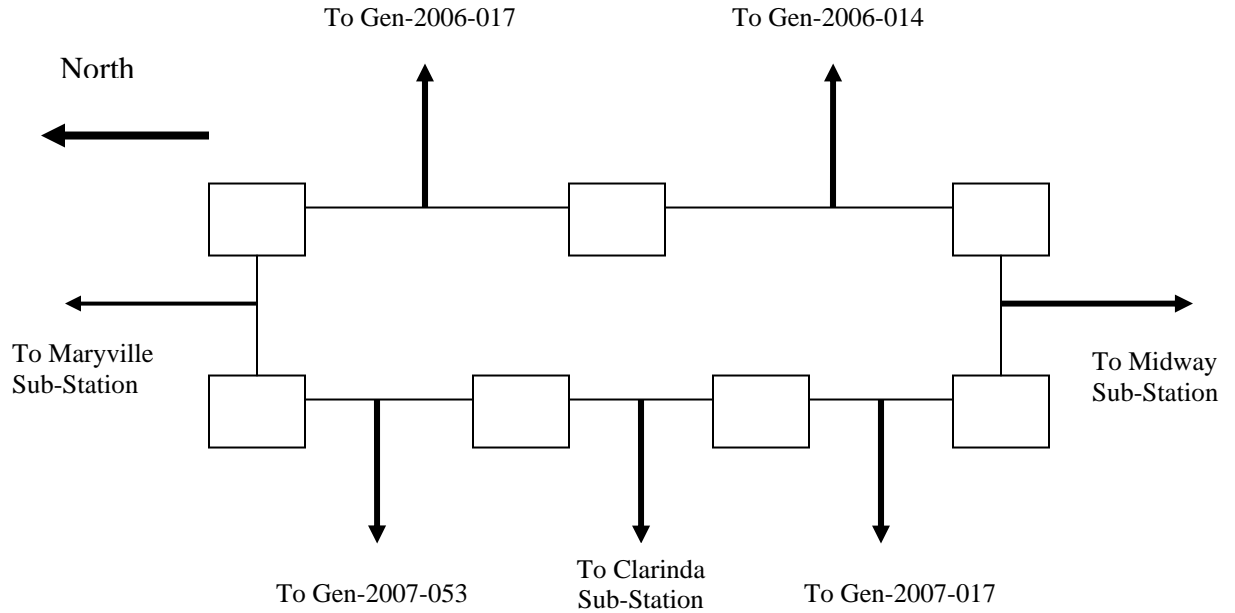 To Gen-2006-017
To Gen-2006-014
North
To Maryville
Sub-Station
To Midway
Sub-Station
To Gen-2007-053
To Clarinda
Sub-Station
To Gen-2007-017